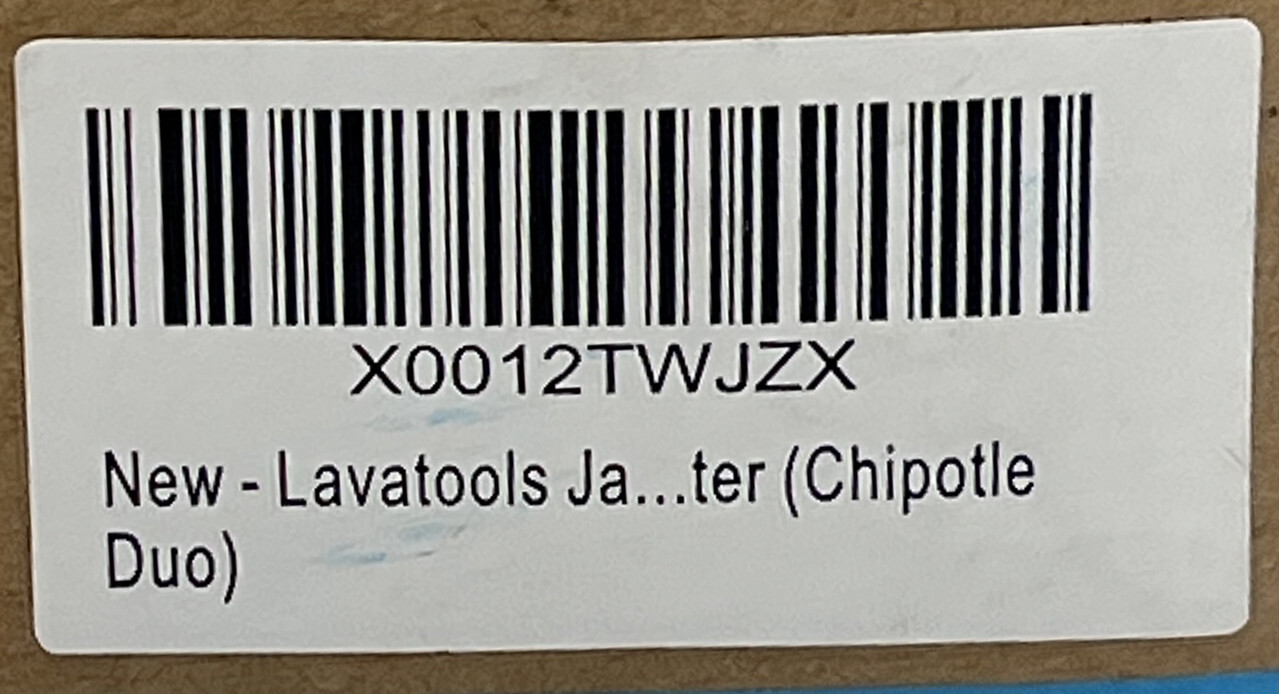 X0012TWJZX
New - Lavatools Ja...ter (Chipotle
Duo)